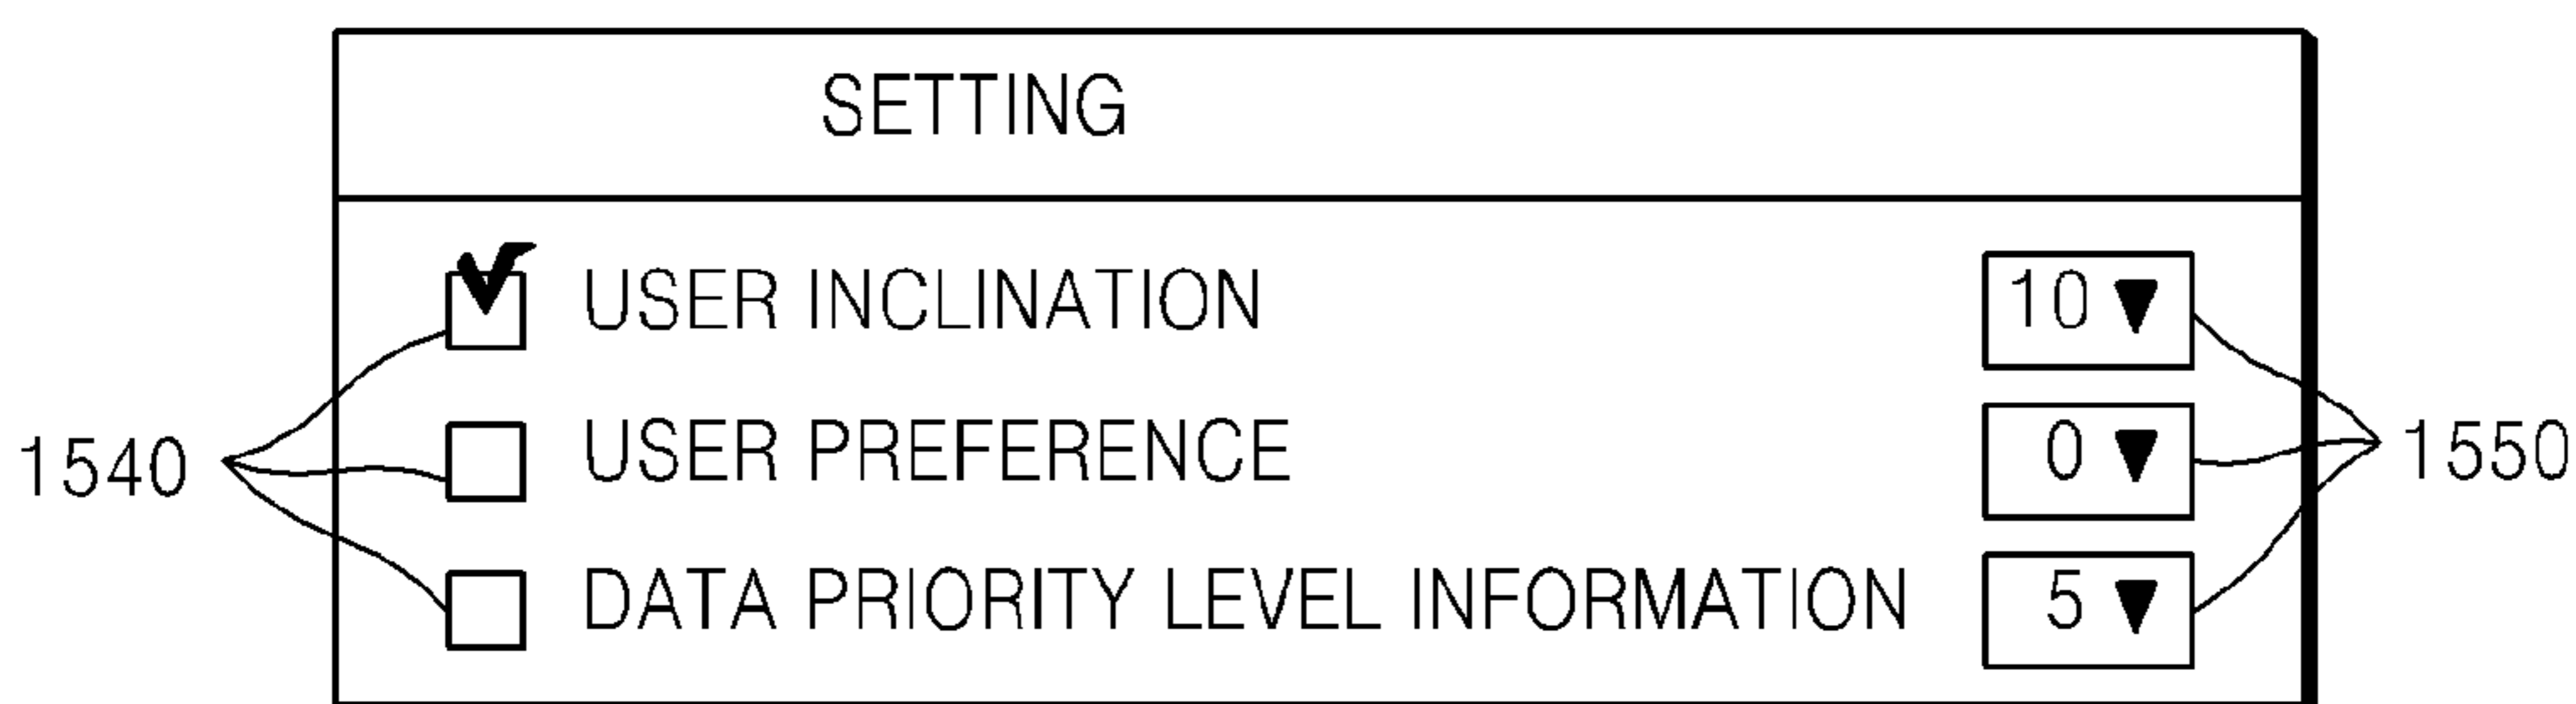 SETTING
USER INCLINATION 10
1540 USER PREFERENCE 0 1550
DATA PRIORITY LEVEL INFORMATION 5